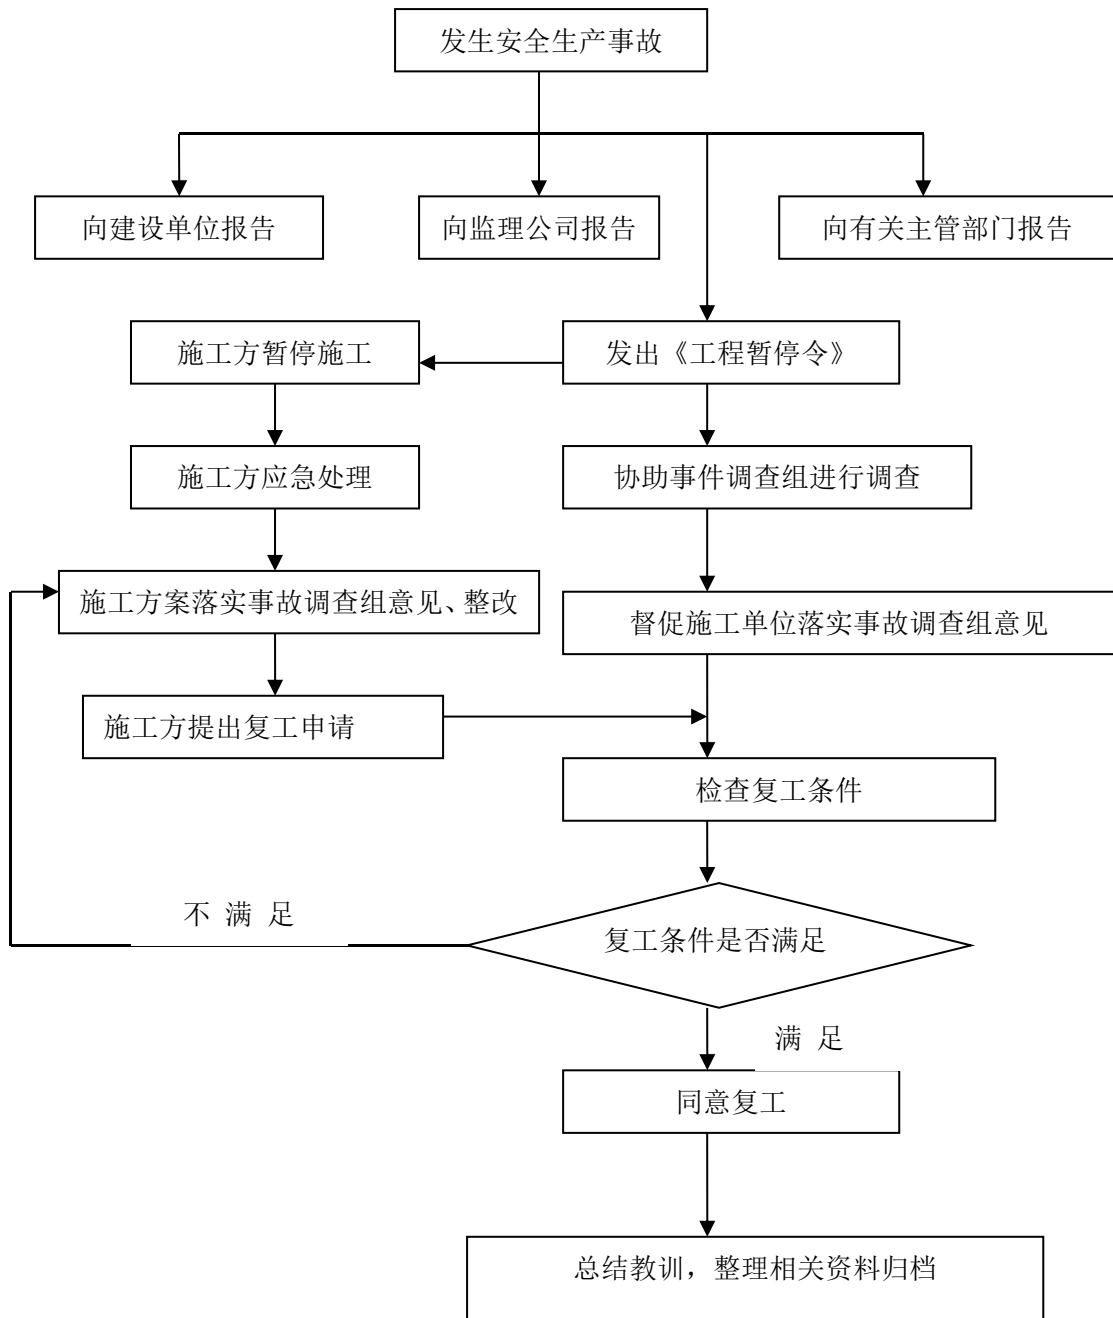 发生安全生产事故
向建设单位报告
向监理公司报告
向有关主管部门报告
施工方暂停施工
发出《工程暂停令》
施工方应急处理
协助事件调查组进行调查
施工方案落实事故调查组意见、整改
督促施工单位落实事故调查组意见
施工方提出复工申请
检查复工条件
不 满 足
复工条件是否满足
满 足
同意复工
总结教训，整理相关资料归档